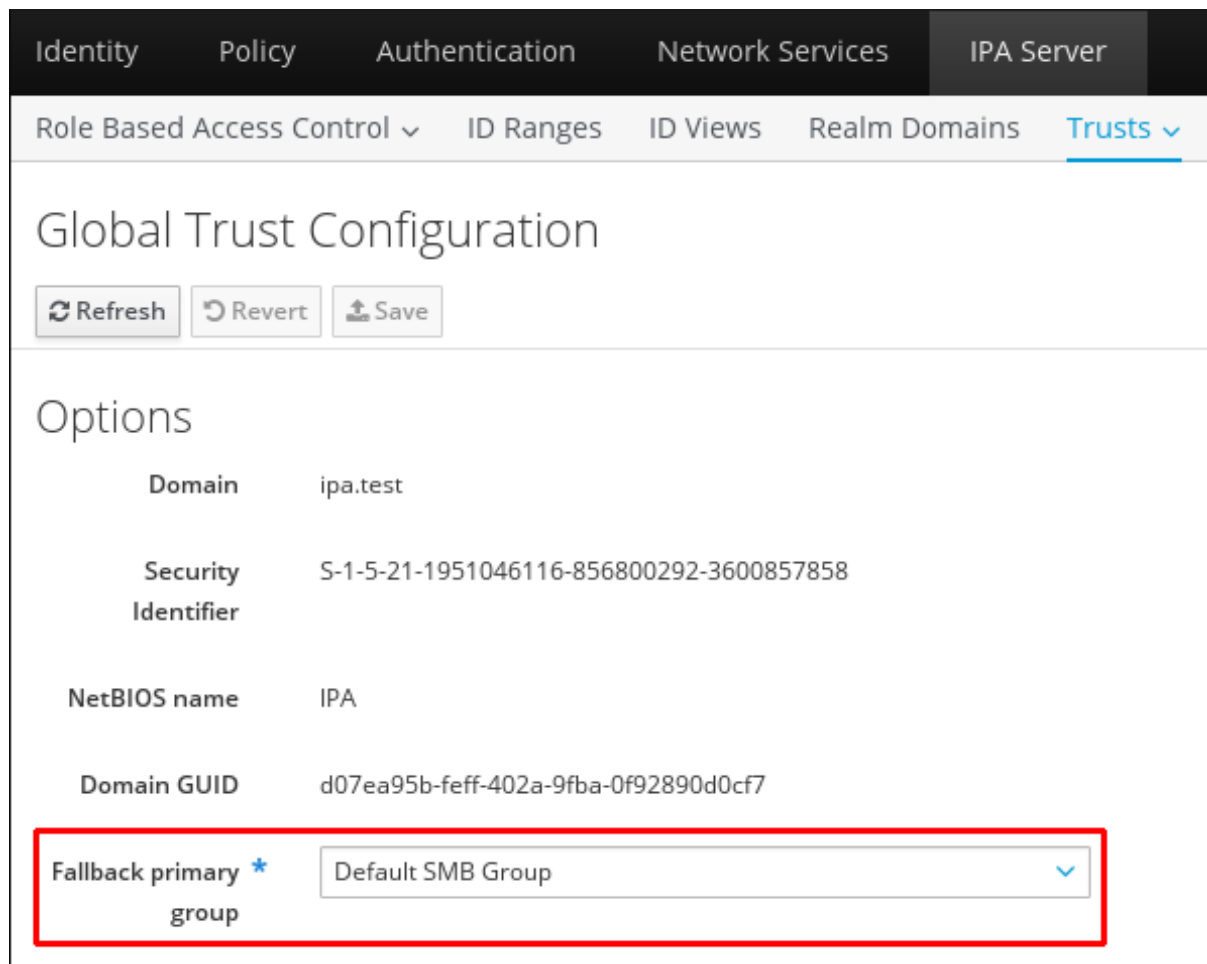 Identity Policy Authentication Network Services IPA Server
Role Based Access Control ID Ranges ID Views Realm Domains Trusts
Global Trust Configuration
Refresh Revert Save
Options
Domain ipa.test
Security S-1-5-21-1951046116-856800292-3600857858
Identifier
NetBIOS name IPA
Domain GUID d07ea95b-feff-402a-9fba-0f92890d0cf7
Fallback primary * Default SMB Group
group